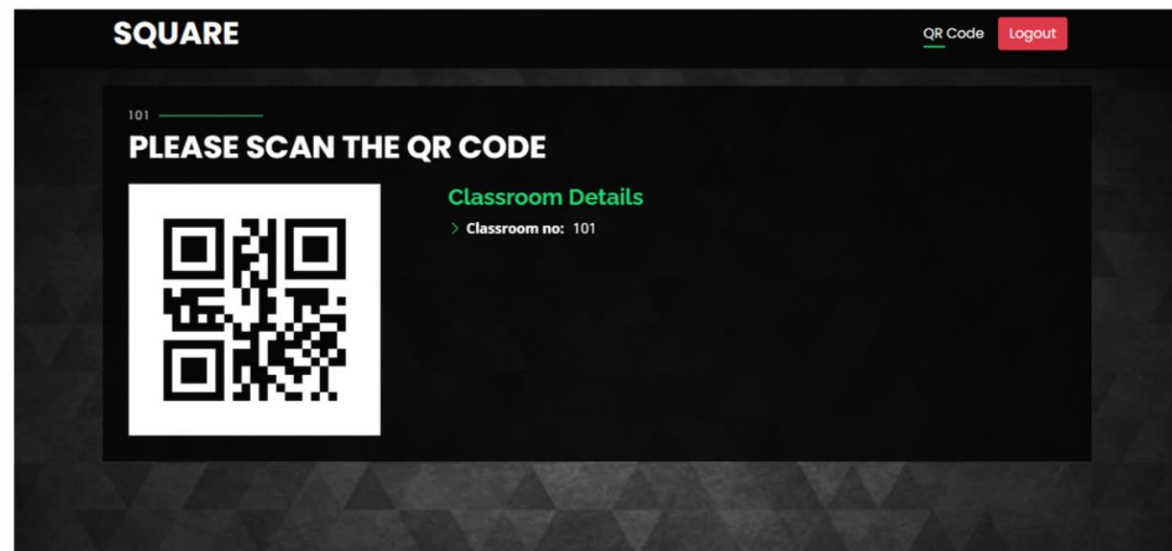 SQUARE
QR Code Logout
101
PLEASE SCAN THE QR CODE
Classroom Details
Classroom no: 101